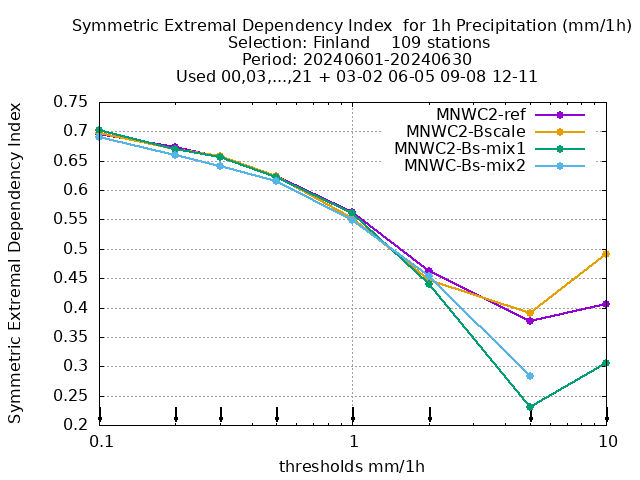 Symmetric Extremal Dependency Index  for 1h Precipitation (mm/1h)
Selection: Finland    109 stations
Period: 20240601-20240630
Used 00,03,...,21 + 03-02 06-05 09-08 12-11
Symmetric Extremal Dependency Index
0.75
0.7
0.65
0.6
0.55
0.5
0.45
0.4
0.35
0.3
0.25
0.2
MNWC2-ref
MNWC2-Bscale
MNWC2-Bs-mix1
MNWC-Bs-mix2
0.1 1 10
thresholds mm/1h